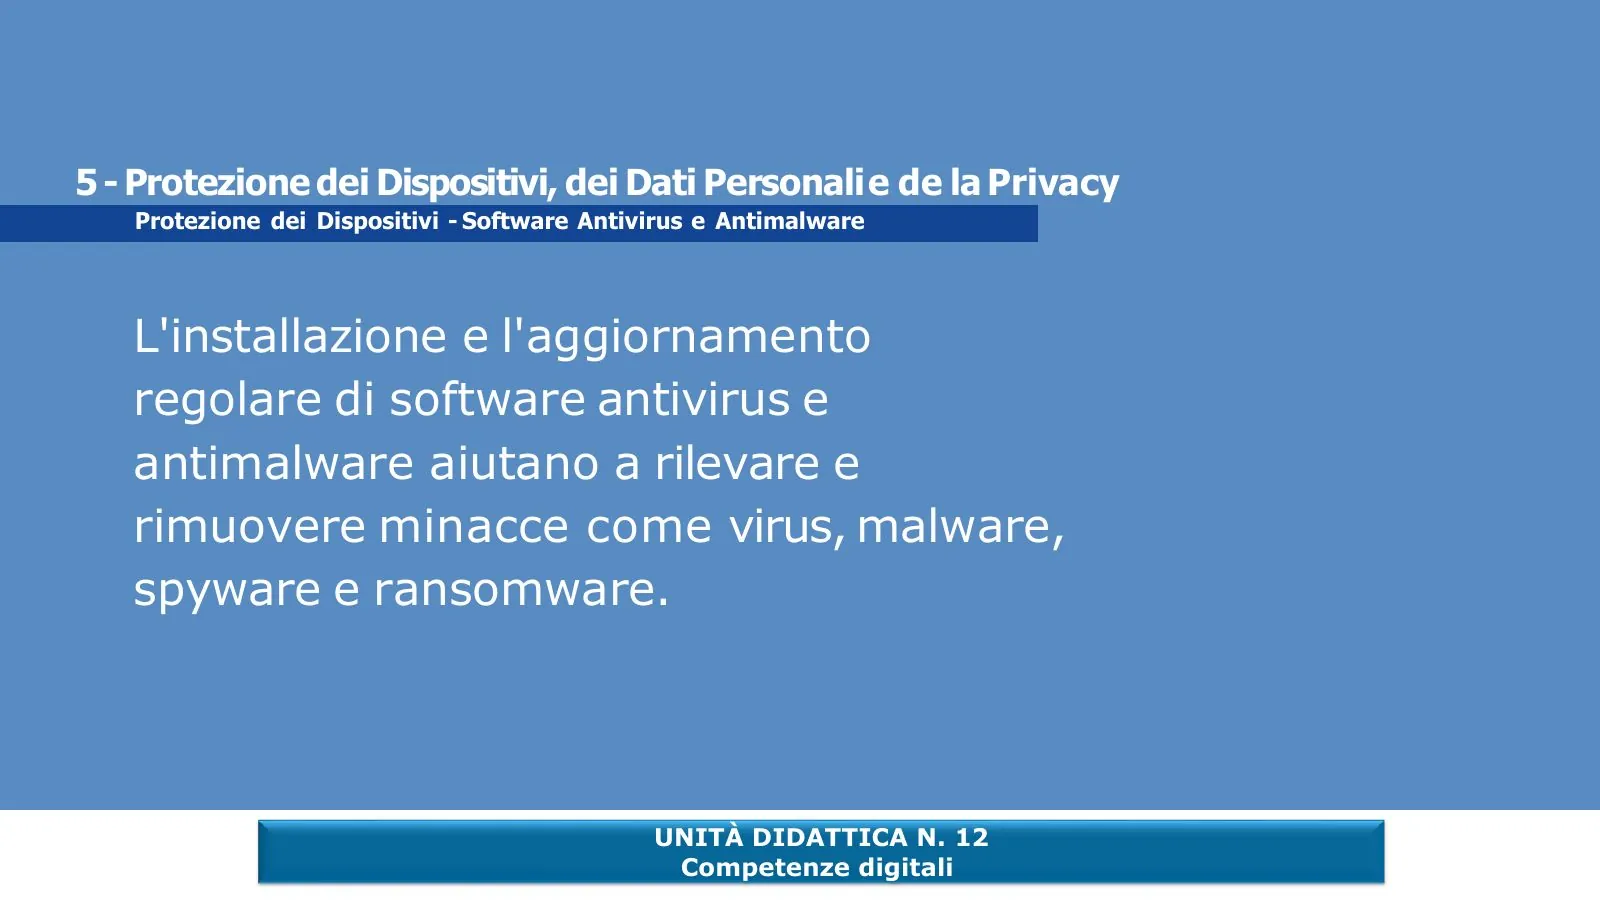 5 - Protezione dei Dispositivi, dei Dati Personali e de la Privacy
Protezione dei Dispositivi - Software Antivirus e Antimalware
L'installazione e l'aggiornamento
regolare di software antivirus e
antimalware aiutano a rilevare e
rimuovere minacce come virus, malware,
spyware e ransomware.
UNITÀ DIDATTICA N. 12
Competenze digitali